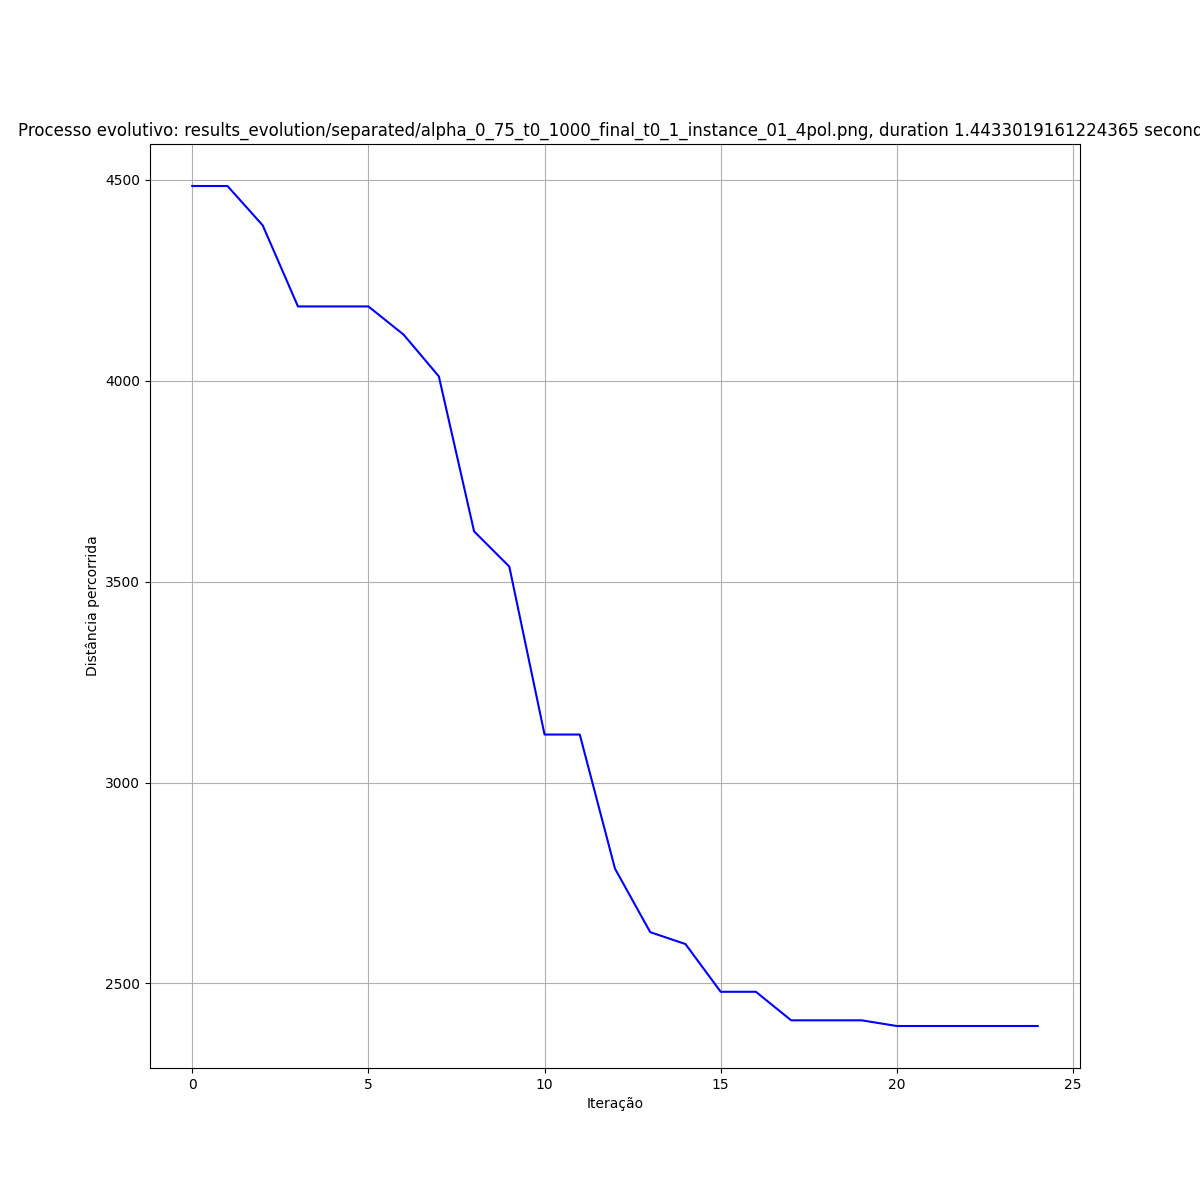 Processo evolutivo: results_evolution/separated/alpha_0_75_t0_1000_final_t0_1_instance_01_4pol.png, duration 1.4433019161224365 second
4500
4000
3500
3000
2500
Distância percorrida
0 5 10 15 20 25
Iteração